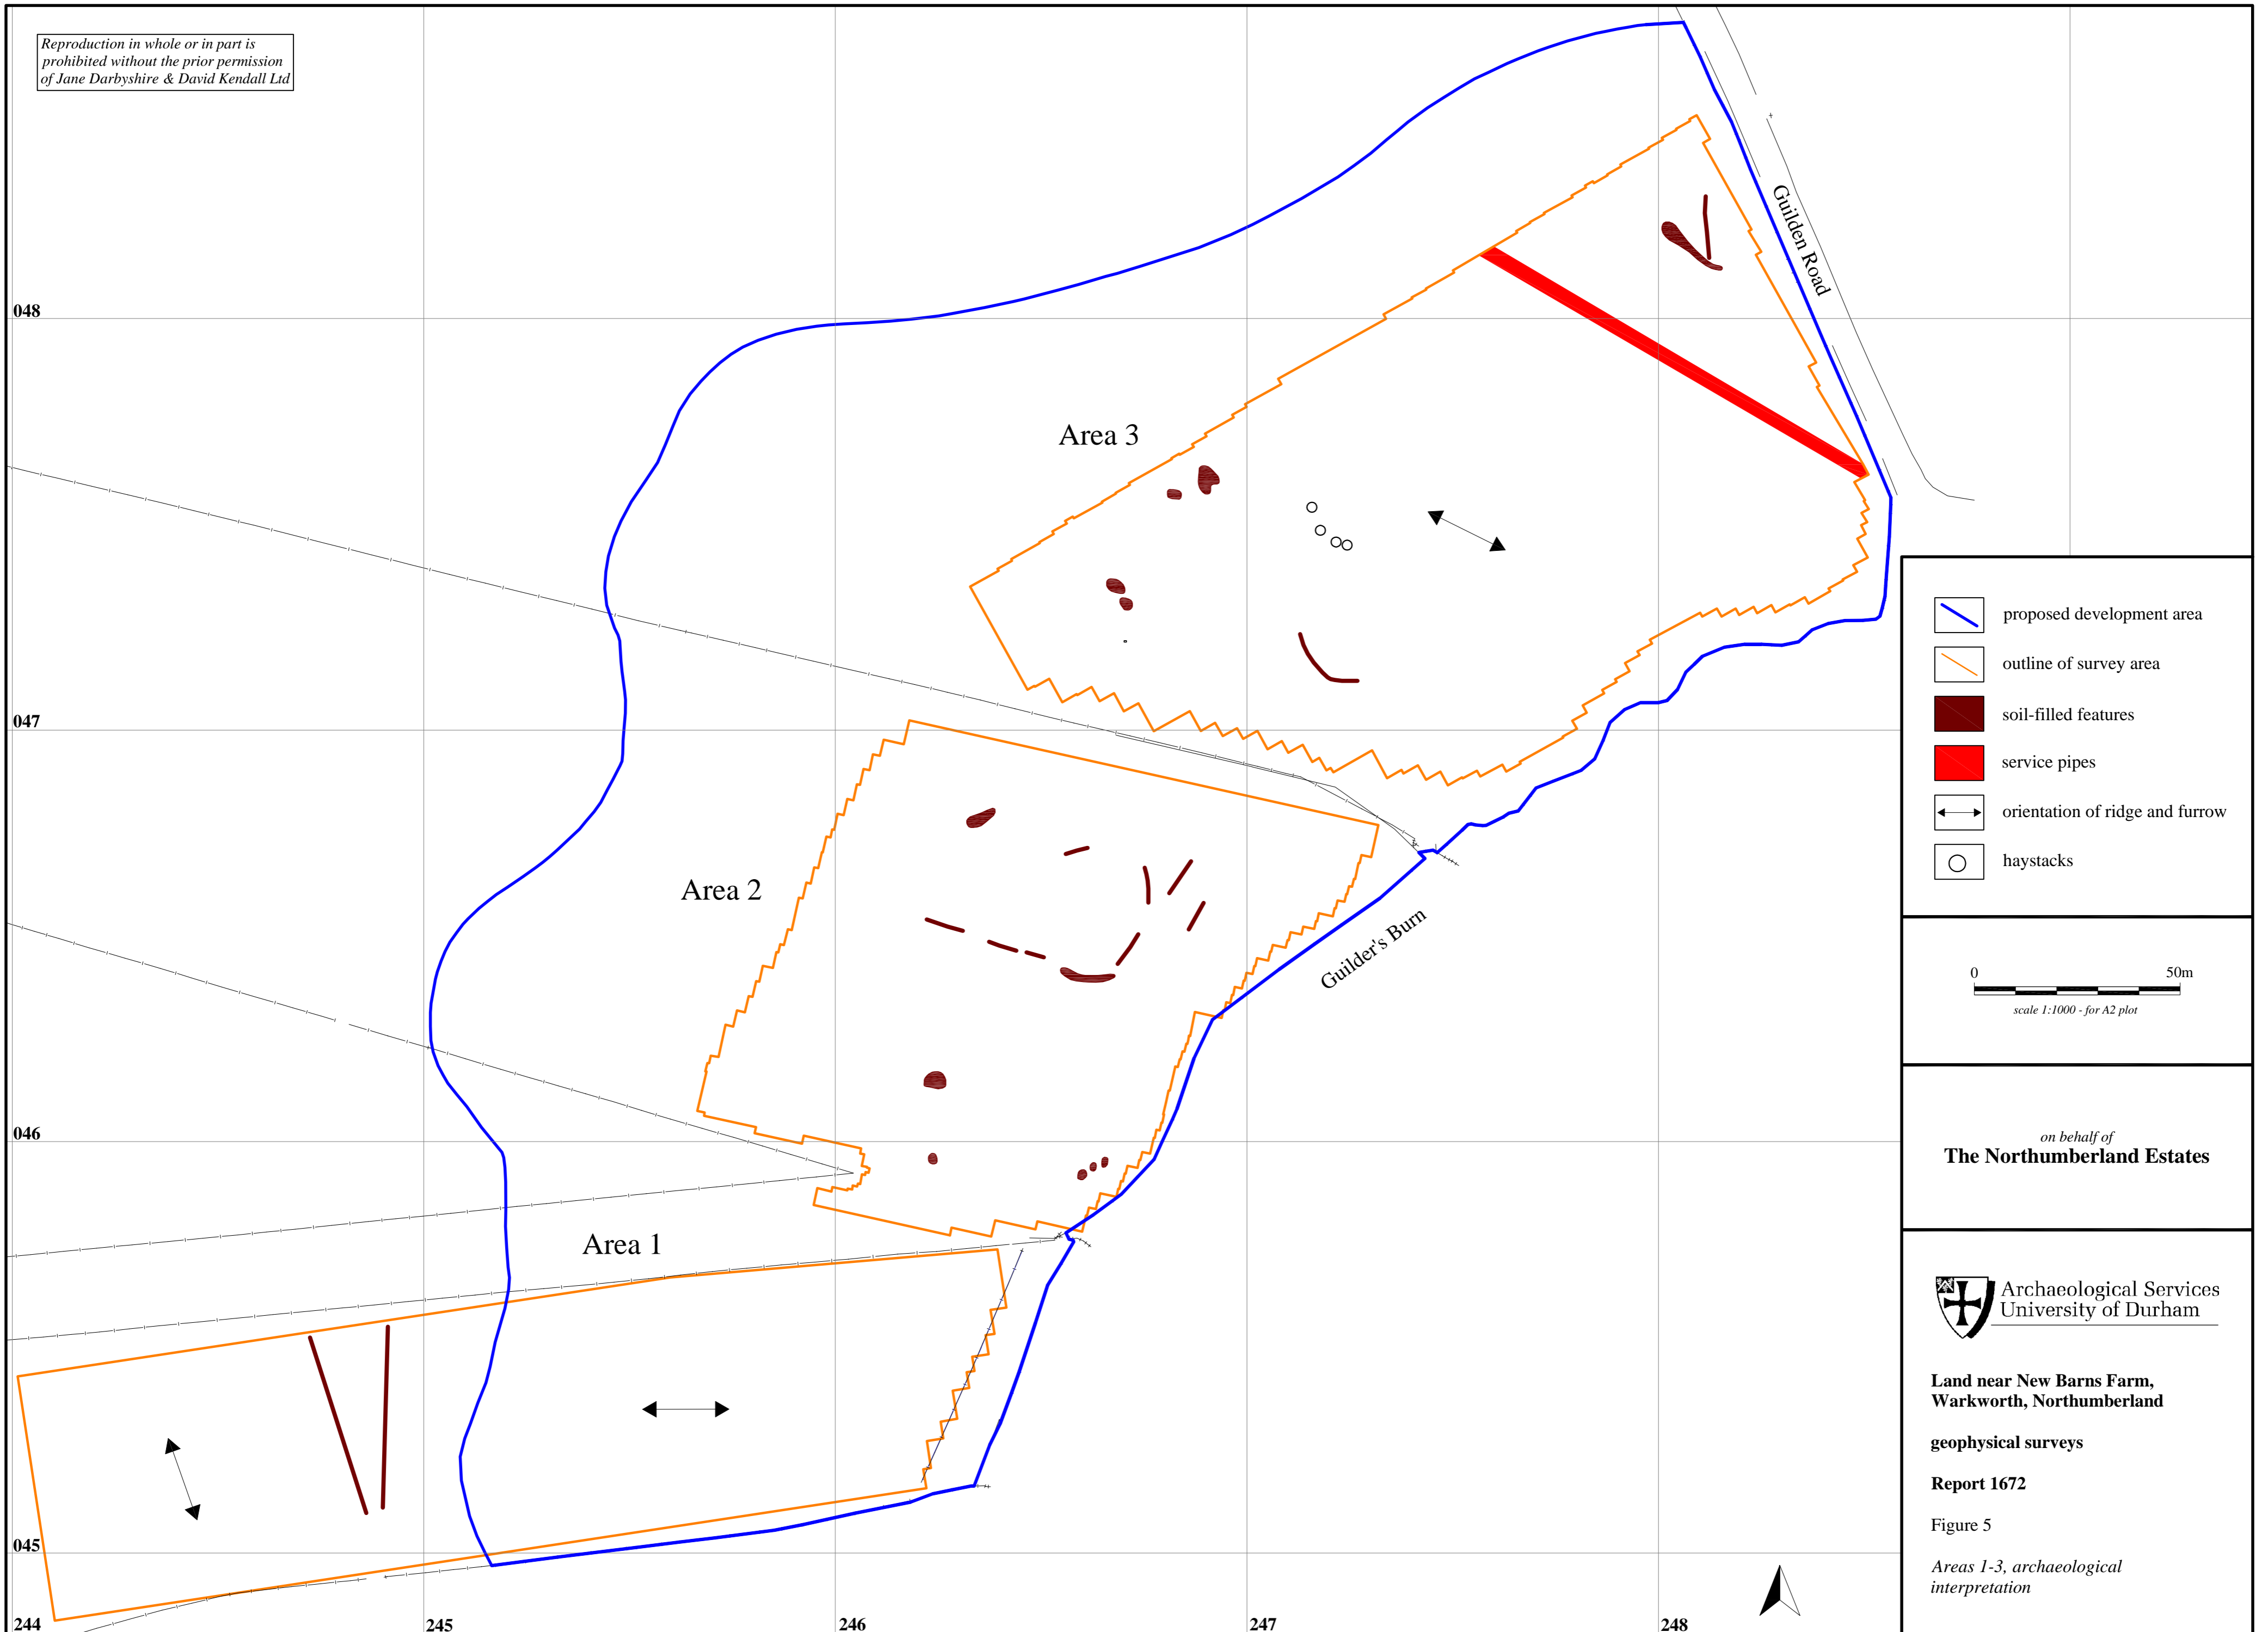 Reproduction in whole or in part is
prohibited without the prior permission
of Jane Darbyshire & David Kendall Ltd
Guilden Road
048
Area 3
047
Area 2
Guilder's Burn
046
Area 1
045
244
245
246
247
248
proposed development area
outline of survey area
soil-filled features
service pipes
orientation of ridge and furrow
haystacks
0 50m
scale 1:1000 - for A2 plot
on behalf of
The Northumberland Estates
Archaeological Services
University of Durham
Land near New Barns Farm,
Warkworth, Northumberland
geophysical surveys
Report 1672
Figure 5
Areas 1-3, archaeological
interpretation